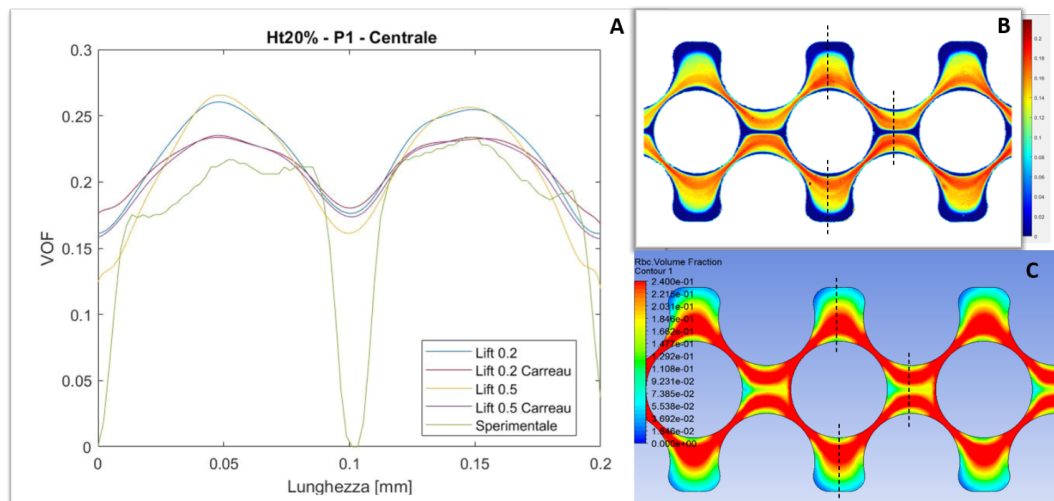 Ht20% - P1 - Centrale
A
0.3
0.25
0.2
0.15
0.1
0.05
0
VOF
0
0.05
0.1
0.15
0.2
Lunghezza [mm]
Lift 0.2
Lift 0.2 Carreau
Lift 0.5
Lift 0.5 Carreau
Sperimentale
B
0.2
0.18
0.16
0.14
0.12
0.1
0.08
0.06
0.04
0.02
0
C
Rbc.Volume Fraction
Contour 1
2.400e-01
2.215e-01
2.031e-01
1.846e-01
1.662e-01
1.477e-01
1.292e-01
1.108e-01
9.231e-02
7.385e-02
5.538e-02
3.692e-02
1.846e-02
0.000e+00